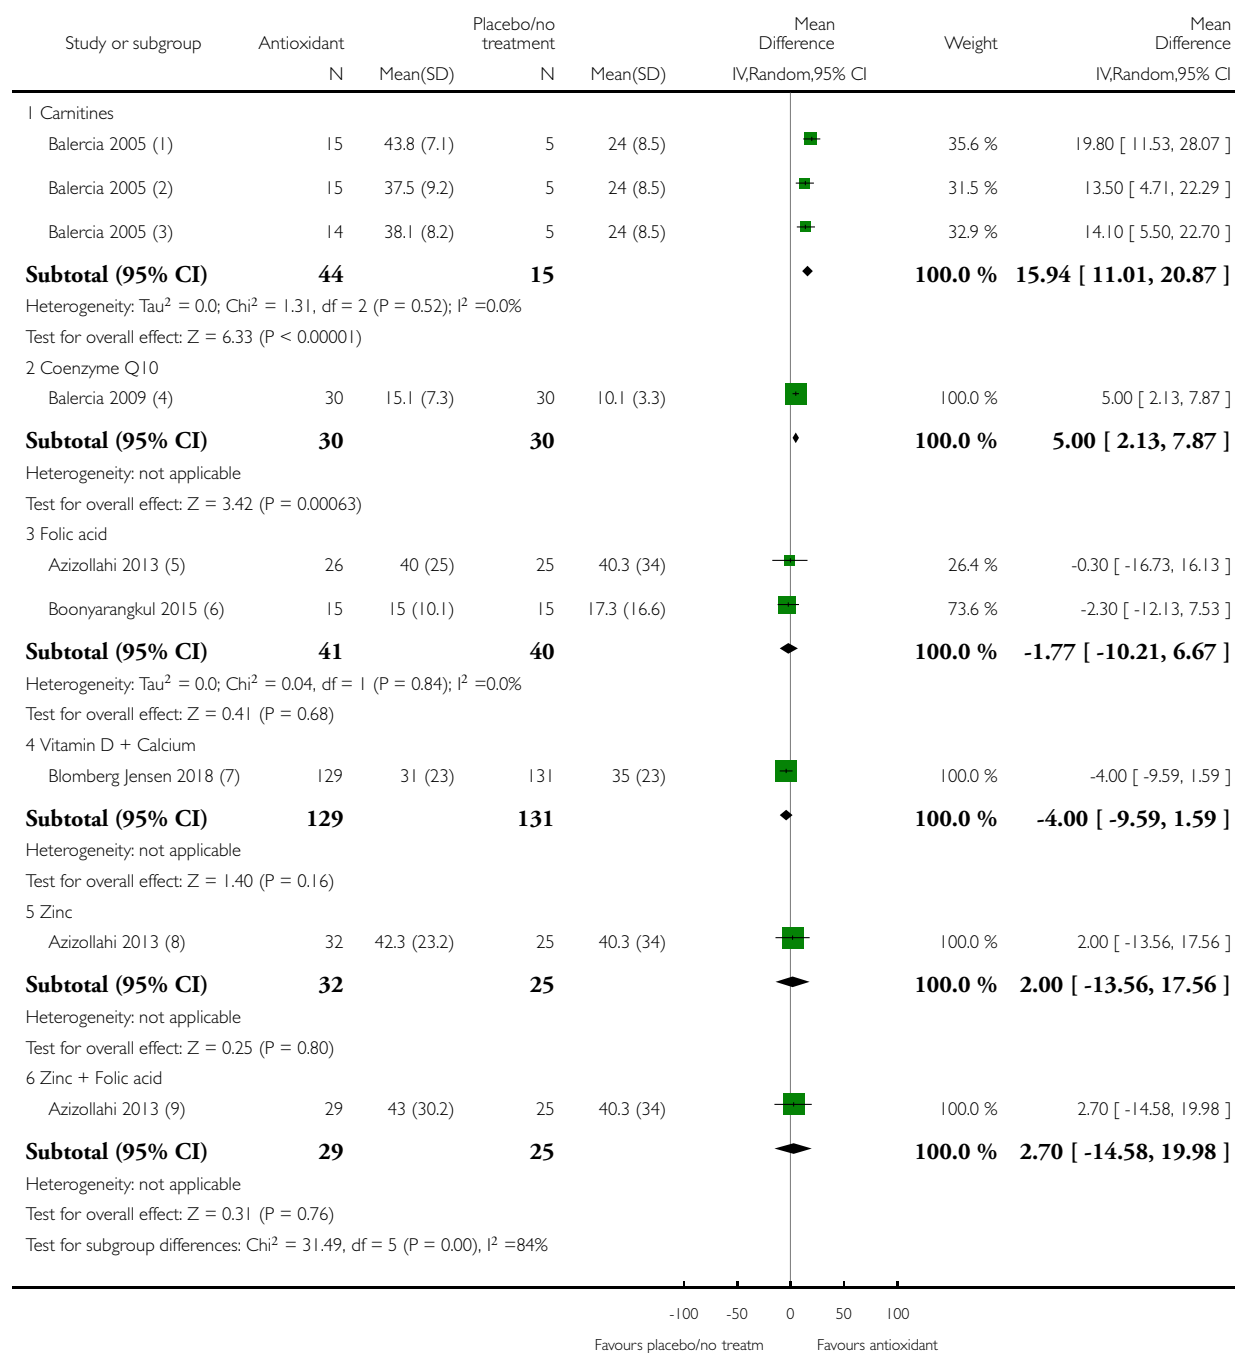 Study or subgroup Antioxidant Placebo/no treatment Mean Difference Weight Mean Difference
N Mean(SD) N Mean(SD) IV,Random,95% CI IV,Random,95% CI
1 Carnitines
Balercia 2005 (1) 15 43.8 (7.1) 5 24 (8.5) 35.6 % 19.80 [ 11.53, 28.07 ]
Balercia 2005 (2) 15 37.5 (9.2) 5 24 (8.5) 31.5 % 13.50 [ 4.71, 22.29 ]
Balercia 2005 (3) 14 38.1 (8.2) 5 24 (8.5) 32.9 % 14.10 [ 5.50, 22.70 ]
Subtotal (95% CI) 44 15 100.0 % 15.94 [ 11.01, 20.87 ]
Heterogeneity: Tau² = 0.0; Chi² = 1.31, df = 2 (P = 0.52); I² =0.0%
Test for overall effect: Z = 6.33 (P < 0.00001)
2 Coenzyme Q10
Balercia 2009 (4) 30 15.1 (7.3) 30 10.1 (3.3) 100.0 % 5.00 [ 2.13, 7.87 ]
Subtotal (95% CI) 30 30 100.0 % 5.00 [ 2.13, 7.87 ]
Heterogeneity: not applicable
Test for overall effect: Z = 3.42 (P = 0.00063)
3 Folic acid
Azizollahi 2013 (5) 26 40 (25) 25 40.3 (34) 26.4 % -0.30 [ -16.73, 16.13 ]
Boonyarangkul 2015 (6) 15 15 (10.1) 15 17.3 (16.6) 73.6 % -2.30 [ -12.13, 7.53 ]
Subtotal (95% CI) 41 40 100.0 % -1.77 [ -10.21, 6.67 ]
Heterogeneity: Tau² = 0.0; Chi² = 0.04, df = 1 (P = 0.84); I² =0.0%
Test for overall effect: Z = 0.41 (P = 0.68)
4 Vitamin D + Calcium
Blomberg Jensen 2018 (7) 129 31 (23) 131 35 (23) 100.0 % -4.00 [ -9.59, 1.59 ]
Subtotal (95% CI) 129 131 100.0 % -4.00 [ -9.59, 1.59 ]
Heterogeneity: not applicable
Test for overall effect: Z = 1.40 (P = 0.16)
5 Zinc
Azizollahi 2013 (8) 32 42.3 (23.2) 25 40.3 (34) 100.0 % 2.00 [ -13.56, 17.56 ]
Subtotal (95% CI) 32 25 100.0 % 2.00 [ -13.56, 17.56 ]
Heterogeneity: not applicable
Test for overall effect: Z = 0.25 (P = 0.80)
6 Zinc + Folic acid
Azizollahi 2013 (9) 29 43 (30.2) 25 40.3 (34) 100.0 % 2.70 [ -14.58, 19.98 ]
Subtotal (95% CI) 29 25 100.0 % 2.70 [ -14.58, 19.98 ]
Heterogeneity: not applicable
Test for overall effect: Z = 0.31 (P = 0.76)
Test for subgroup differences: Chi² = 31.49, df = 5 (P = 0.00), I² =84%
-100 -50 0 50 100
Favours placebo/no treatm Favours antioxidant